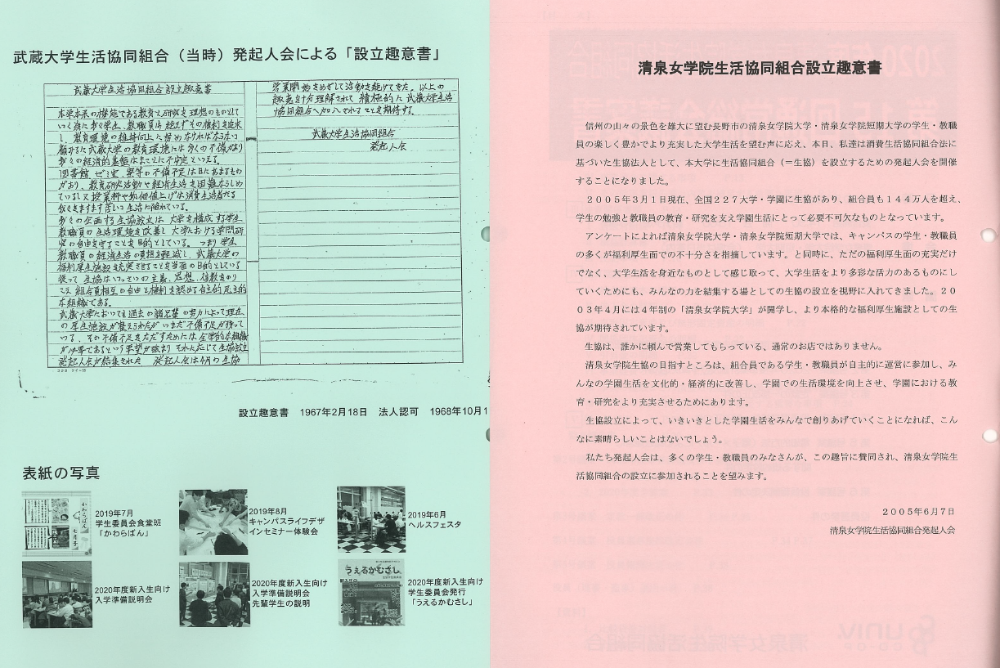 武蔵大学生活協同組合（当時）発起人会による「設立趣意書」
武蔵大学生活協同組合設立趣意書
本学本来の機能である教育と研究を理想のものとして
いく為に我々学生、教職員は絶えずその権利を追求
し、教育環境の維持向上に努めなければならない
顧みるに武蔵大学の教育環境には多くの不備があり
我々の経済的基盤はまことに不安定といえる。
図書館、ゼミ室、寮等の不備不足は目にあまるもの
があり、教育研究活動や経済生活を困難ならしめ
ている。又授業料や物価値上げは消費生活者たる
我々をますます苦しい生活に陥れている。
我々の企画する生協設立は、大学を構成する学生
教職員の生活環境を改善し大学における学問研
究の自由を守ることを目的としている。つまり学生
教職員の経済生活の負担を軽減し、武蔵大学の
福利厚生施設を充実させることを当面の目的としている
従って生協はいっさいの主義、思想、信教をのり
こえ組合員相互の自由と権利を認める自主的民主的
な組織である。
武蔵大学においても過去の諸先輩の努力によって現在
の厚生施設が整えられたがいまだ不備不足が残って
いる、その不備不足をただすためには全学的な組織
が必要であるという要望が強まりそれに応じて生協設立
発起人会が結集された 発起人会は4月の生協
営業開始をめざして活動を続けてきた。以上の
趣意を御理解されて積極的に武蔵大学生活
協同組合へ加入されることを期待する。
武蔵大学生活協同組合
発起人会
コクヨ ケイ-35
設立趣意書　1967年2月18日　法人認可　1968年10月1
表紙の写真
2019年7月
学生委員会食堂班
「かわらばん」
2019年8月
キャンパスライフデザ
インセミナー体験会
2019年6月
ヘルスフェスタ
2020年度新入生向け
入学準備説明会
2020年度新入生向け
入学準備説明会
先輩学生の説明
うえるかむさし
2020年度新入生向け
学生委員会発行
「うえるかむさし」
清泉女学院生活協同組合設立趣意書
信州の山々の景色を雄大に望む長野市の清泉女学院大学・清泉女学院短期大学の学生・教職
員の楽しく豊かでより充実した大学生活を望む声に応え、本日、私達は消費生活協同組合法に
基づいた生協法人として、本大学に生活協同組合（＝生協）を設立するための発起人会を開催
することになりました。
２００５年３月１日現在、全国２２７大学・学園に生協があり、組合員も１４４万人を超え、
学生の勉強と教職員の教育・研究を支え学園生活にとって必要不可欠なものとなっています。
アンケートによれば清泉女学院大学・清泉女学院短期大学では、キャンパスの学生・教職員
の多くが福利厚生面での不十分さを指摘しています。と同時に、ただの福利厚生面の充実だけ
でなく、大学生活を身近なものとして感じ取って、大学生活をより多彩な活力のあるものにし
ていくためにも、みんなの力を結集する場としての生協の設立を視野に入れてきました。２０
０３年４月には４年制の「清泉女学院大学」が開学し、より本格的な福利厚生施設としての生
協が期待されています。
生協は、誰かに頼んで営業してもらっている、通常のお店ではありません。
清泉女学院生協の目指すところは、組合員である学生・教職員が自主的に運営に参加し、み
んなの学園生活を文化的・経済的に改善し、学園での生活環境を向上させ、学園における教
育・研究をより充実させるためにあります。
生協設立によって、いきいきとした学園生活をみんなで創りあげていくことになれば、こん
なに素晴らしいことはないでしょう。
私たち発起人会は、多くの学生・教職員のみなさんが、この趣旨に賛同され、清泉女学院生
活協同組合の設立に参加されることを望みます。
２００５年６月７日
清泉女学院生活協同組合発起人会